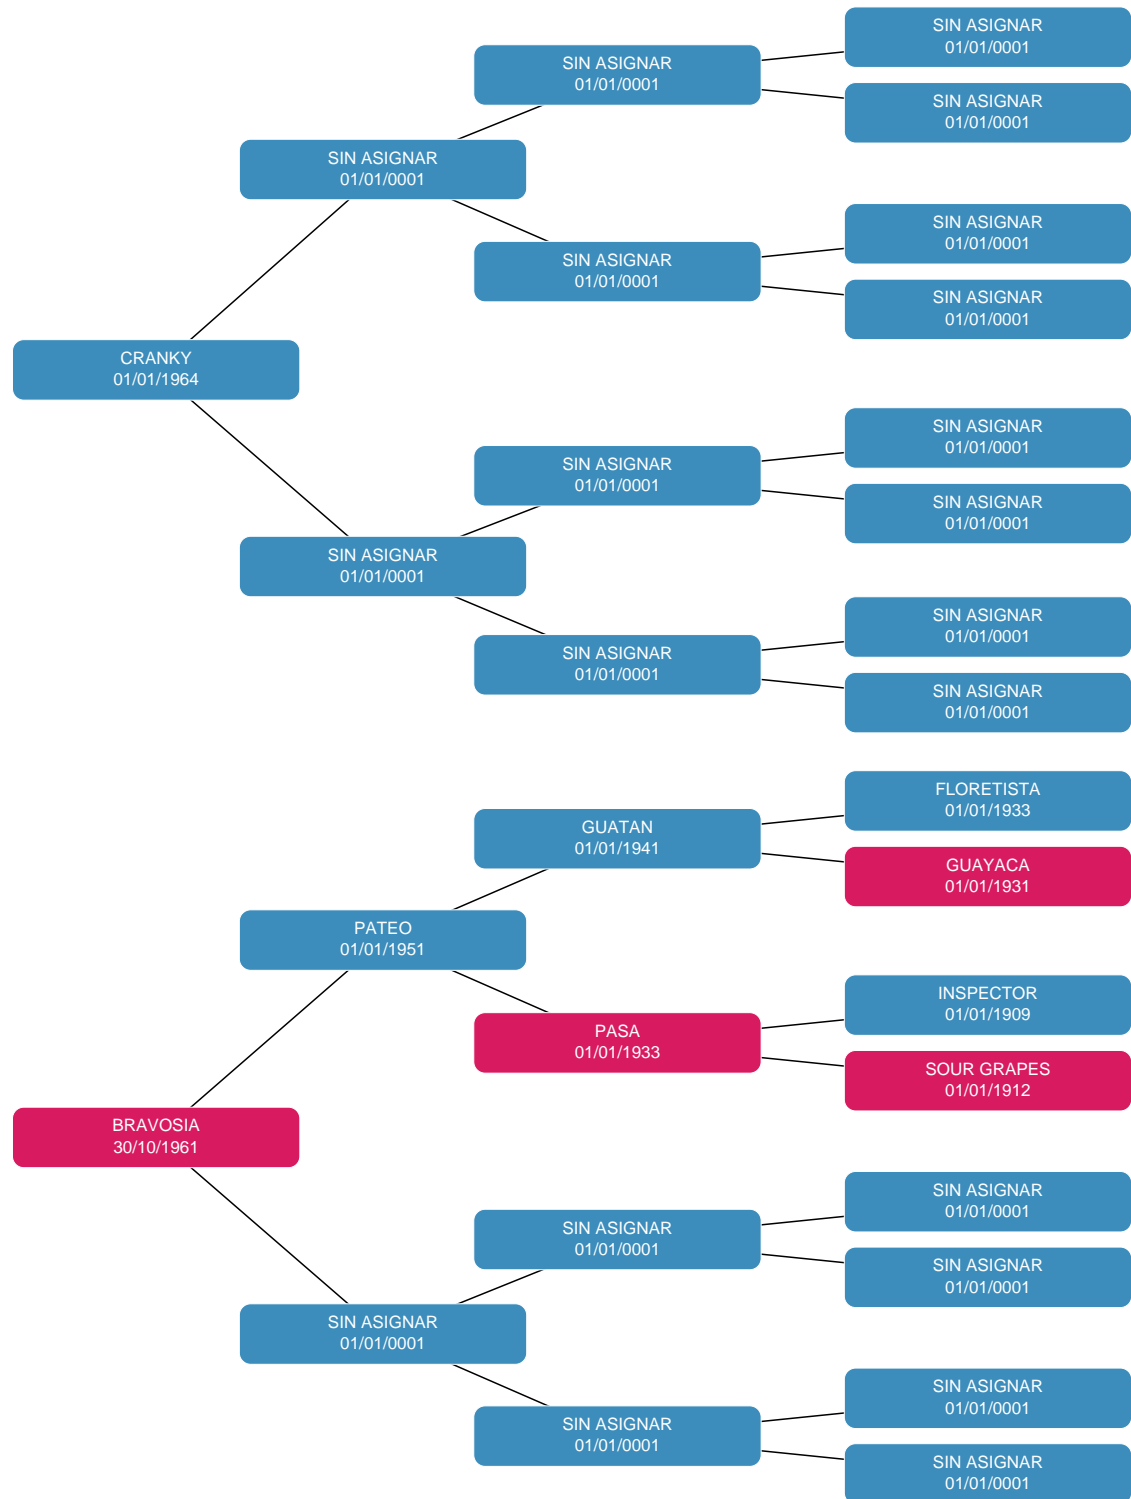 SIN ASIGNAR
01/01/0001
SIN ASIGNAR
01/01/0001
SIN ASIGNAR
01/01/0001
SIN ASIGNAR
01/01/0001
SIN ASIGNAR
01/01/0001
SIN ASIGNAR
01/01/0001
SIN ASIGNAR
01/01/0001
CRANKY
01/01/1964
SIN ASIGNAR
01/01/0001
SIN ASIGNAR
01/01/0001
SIN ASIGNAR
01/01/0001
SIN ASIGNAR
01/01/0001
SIN ASIGNAR
01/01/0001
SIN ASIGNAR
01/01/0001
SIN ASIGNAR
01/01/0001
FLORETISTA
01/01/1933
GUATAN
01/01/1941
GUAYACA
01/01/1931
PATEO
01/01/1951
INSPECTOR
01/01/1909
PASA
01/01/1933
SOUR GRAPES
01/01/1912
BRAVOSIA
30/10/1961
SIN ASIGNAR
01/01/0001
SIN ASIGNAR
01/01/0001
SIN ASIGNAR
01/01/0001
SIN ASIGNAR
01/01/0001
SIN ASIGNAR
01/01/0001
SIN ASIGNAR
01/01/0001
SIN ASIGNAR
01/01/0001